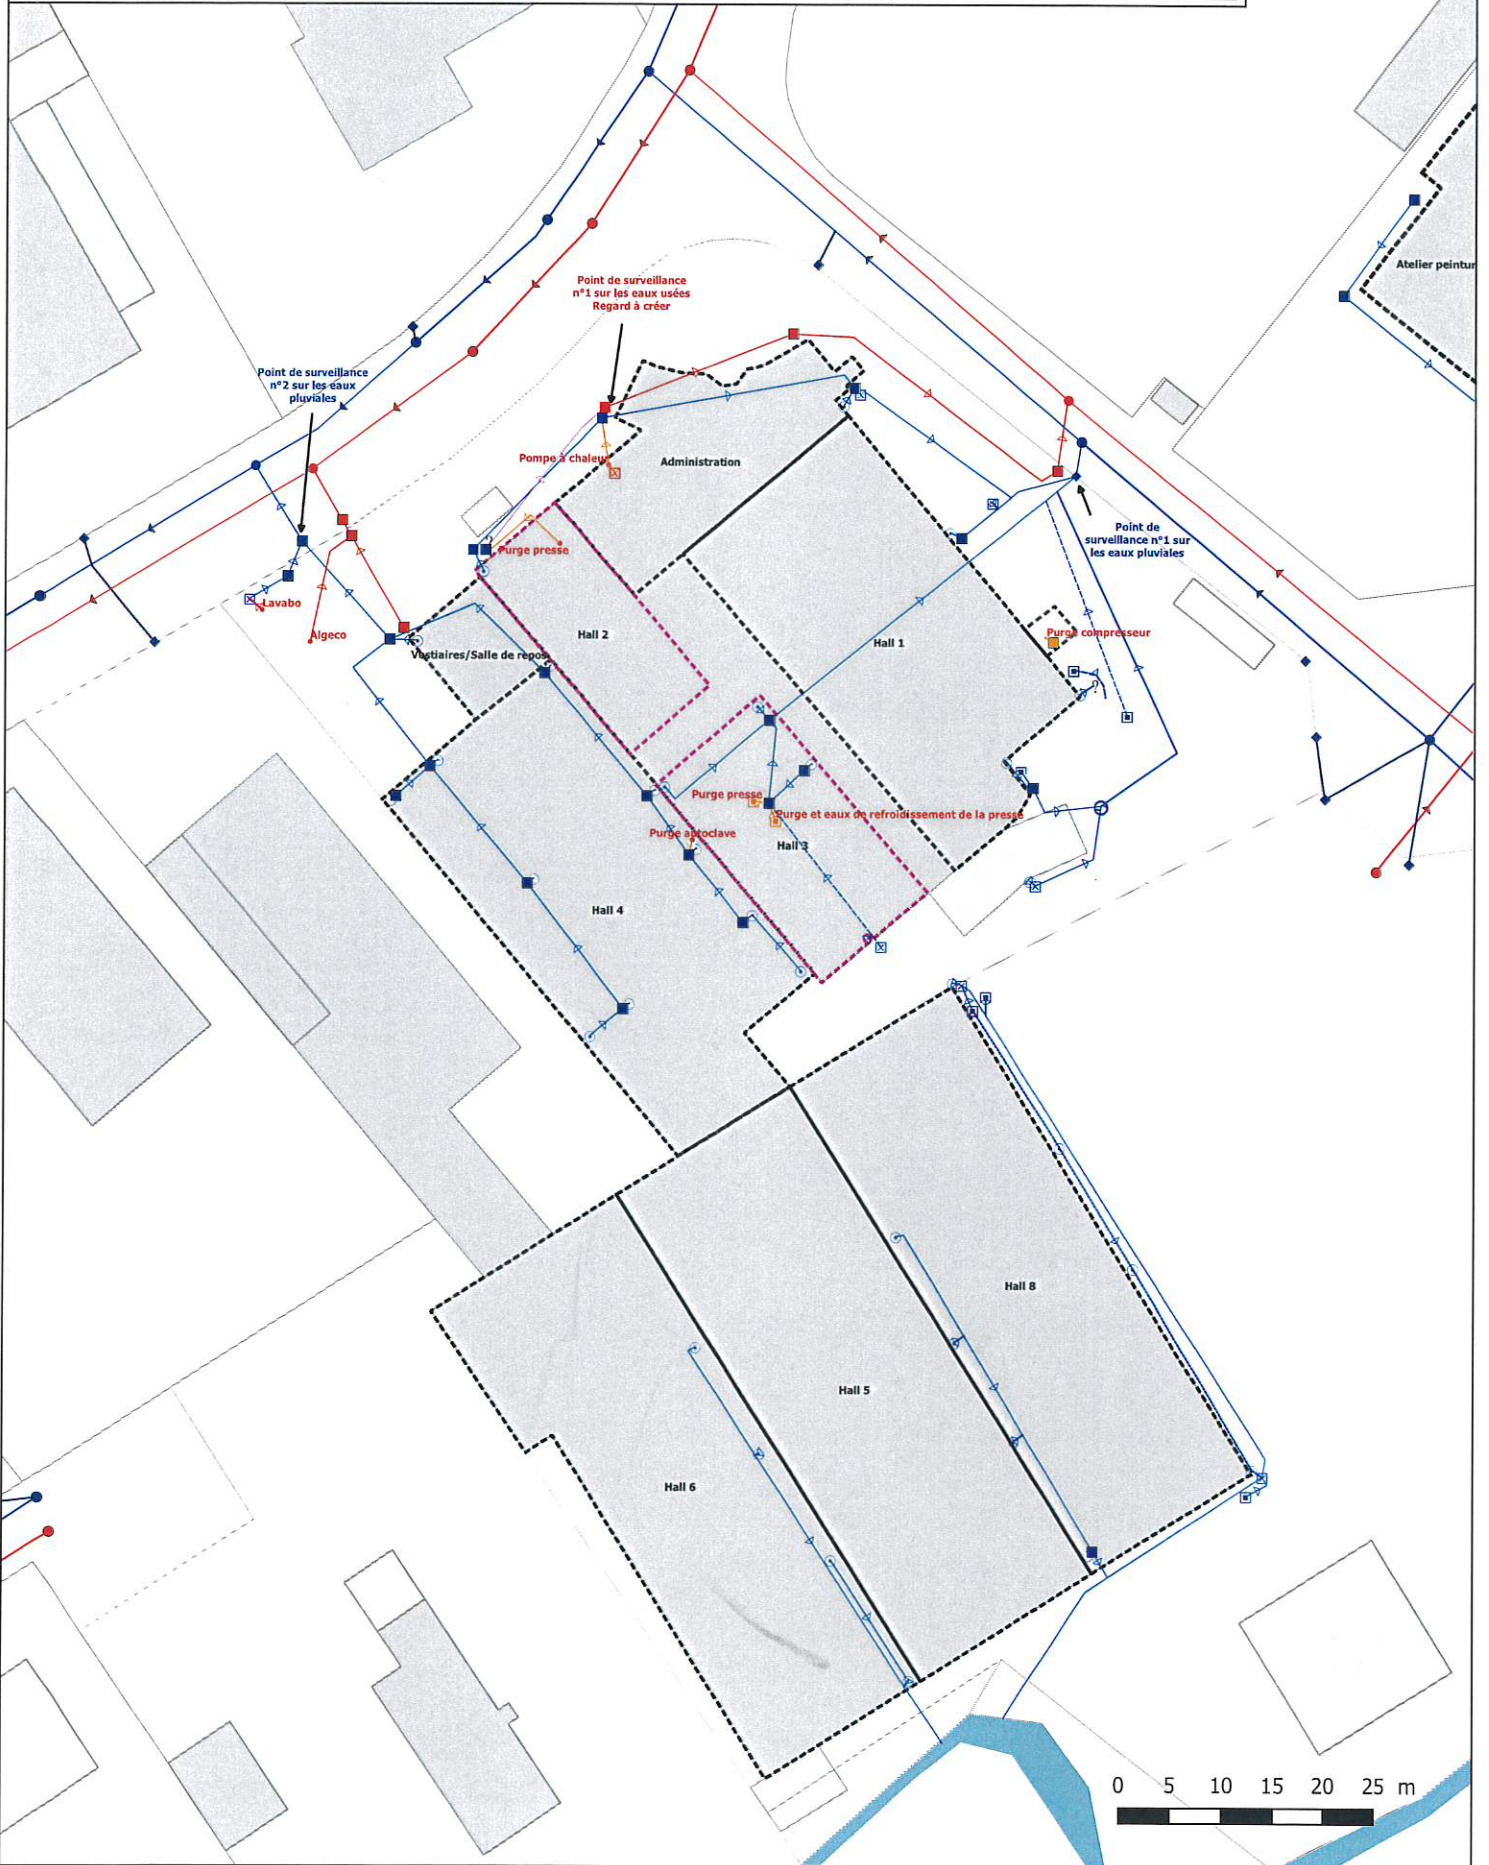 Atelier peintur
Point de surveillance
n°1 sur les eaux usées
Regard à créer
Point de surveillance
n°2 sur les eaux
pluviales
Pompe à chaleur
Administration
Point de
surveillance n°1 sur
les eaux pluviales
Purge presse
Lavabo
Algeco
Hall 2
Hall 1
Purge compresseur
Vestiaires/Salle de repos
?
Purge presse
Purge et eaux de refroidissement de la presse
Purge autoclave
Hall 3
Hall 4
Hall 8
Hall 5
Hall 6
0 5 10 15 20 25 m